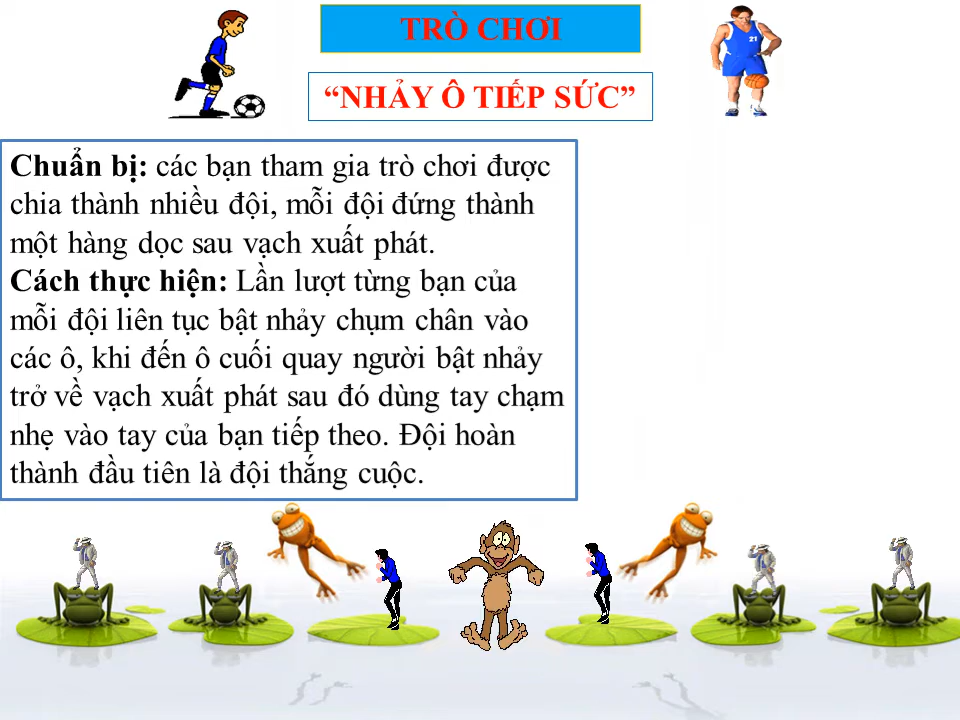 TRÒ CHƠI
“NHẢY Ô TIẾP SỨC”
Chuẩn bị: các bạn tham gia trò chơi được
chia thành nhiều đội, mỗi đội đứng thành
một hàng dọc sau vạch xuất phát.
Cách thực hiện: Lần lượt từng bạn của
mỗi đội liên tục bật nhảy chụm chân vào
các ô, khi đến ô cuối quay người bật nhảy
trở về vạch xuất phát sau đó dùng tay chạm
nhẹ vào tay của bạn tiếp theo. Đội hoàn
thành đầu tiên là đội thắng cuộc.
21